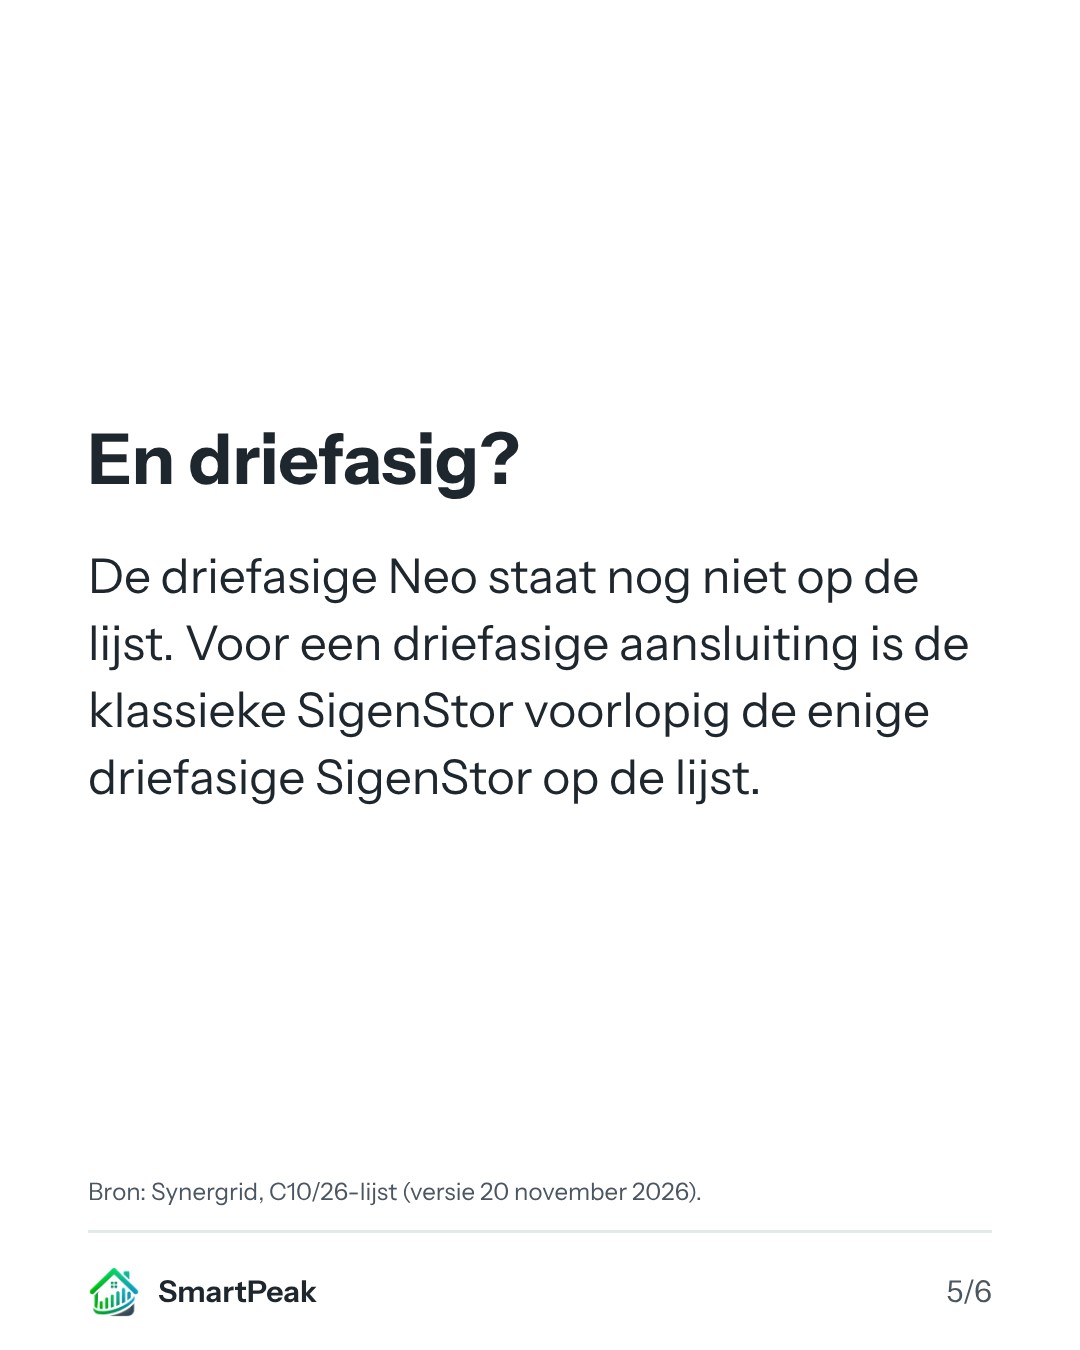 En driefasig?
De driefasige Neo staat nog niet op de
lijst. Voor een driefasige aansluiting is de
klassieke SigenStor voorlopig de enige
driefasige SigenStor op de lijst.
Bron: Synergrid, C10/26-lijst (versie 20 november 2026).
SmartPeak
5/6